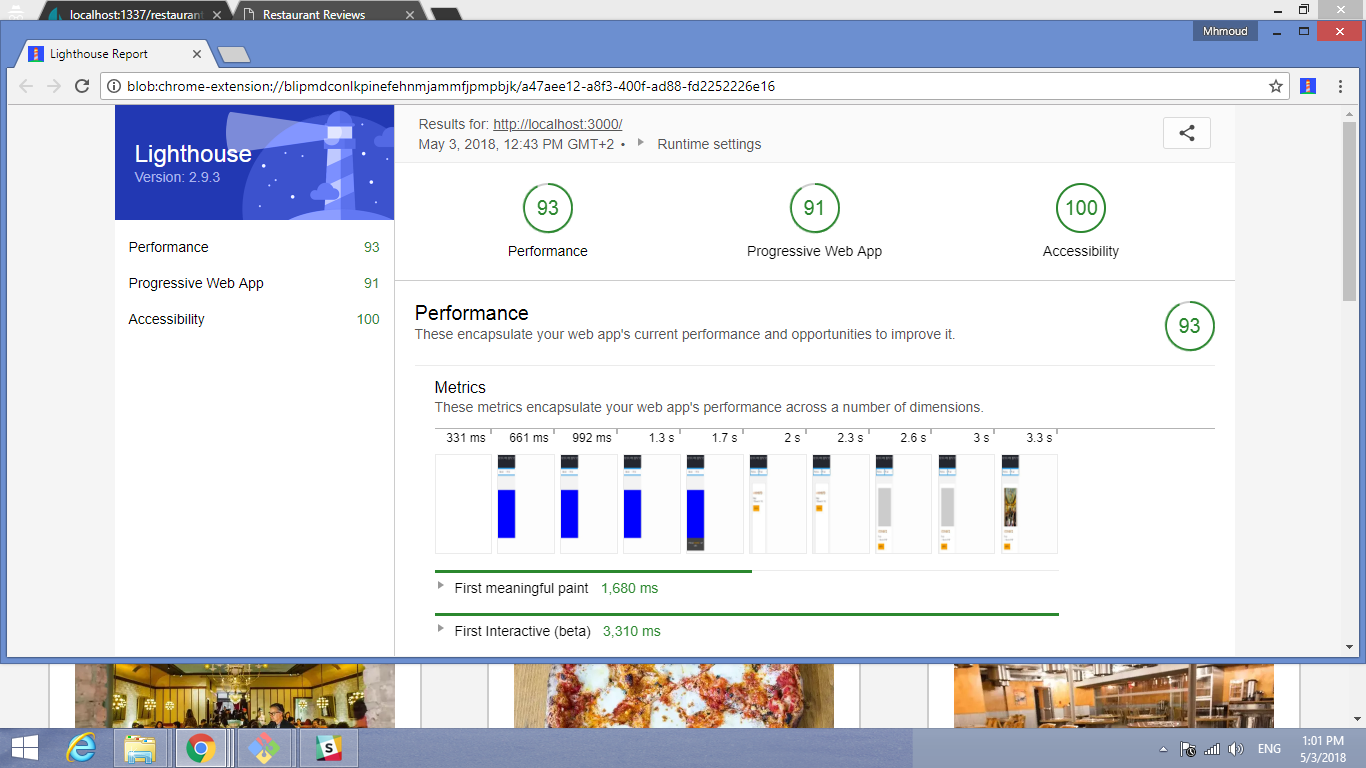 localhost:1337/restaurant
Restaurant Reviews
Mhmoud
Lighthouse Report
blob:chrome-extension://blipmdconlkpinefehnmjammfjpmpbjk/a47aee12-a8f3-400f-ad88-fd2252226e16
Lighthouse
Version: 2.9.3
Performance 93
Progressive Web App 91
Accessibility 100
Results for: http://localhost:3000/
May 3, 2018, 12:43 PM GMT+2 • Runtime settings
93 91 100
Performance Progressive Web App Accessibility
Performance
These encapsulate your web app's current performance and opportunities to improve it.
93
Metrics
These metrics encapsulate your web app's performance across a number of dimensions.
331 ms 661 ms 992 ms 1.3 s 1.7 s 2 s 2.3 s 2.6 s 3 s 3.3 s
First meaningful paint 1,680 ms
First Interactive (beta) 3,310 ms
ENG
1:01 PM
5/3/2018